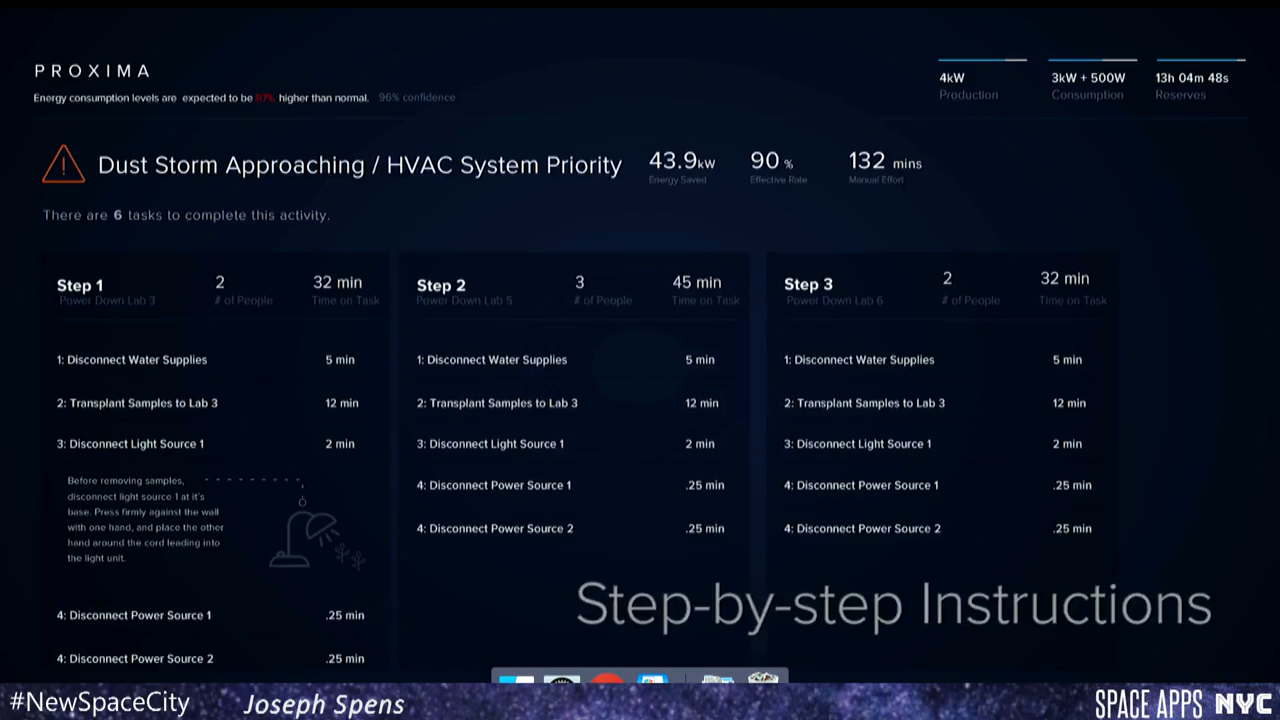 PROXIMA
Energy consumption levels are expected to be 97% higher than normal. 96% confidence
4kW
Production
3kW + 500W
Consumption
13h 04m 48s
Reserves
Dust Storm Approaching / HVAC System Priority
43.9kW
Energy Saved
90 %
Effective Rate
132 mins
Manual Effort
There are 6 tasks to complete this activity.
Step 1
Power Down Lab 3
2
# of People
32 min
Time on Task
1: Disconnect Water Supplies 5 min
2: Transplant Samples to Lab 3 12 min
3: Disconnect Light Source 1 2 min
Before removing samples,
disconnect light source 1 at it's
base. Press firmly against the wall
with one hand, and place the other
hand around the cord leading into
the light unit.
4: Disconnect Power Source 1 .25 min
4: Disconnect Power Source 2 .25 min
Step 2
Power Down Lab 5
3
# of People
45 min
Time on Task
1: Disconnect Water Supplies 5 min
2: Transplant Samples to Lab 3 12 min
3: Disconnect Light Source 1 2 min
4: Disconnect Power Source 1 .25 min
4: Disconnect Power Source 2 .25 min
Step 3
Power Down Lab 6
2
# of People
32 min
Time on Task
1: Disconnect Water Supplies 5 min
2: Transplant Samples to Lab 3 12 min
3: Disconnect Light Source 1 2 min
4: Disconnect Power Source 1 .25 min
4: Disconnect Power Source 2 .25 min
Step-by-step Instructions
#NewSpaceCity
Joseph Spens
SPACE APPS NYC